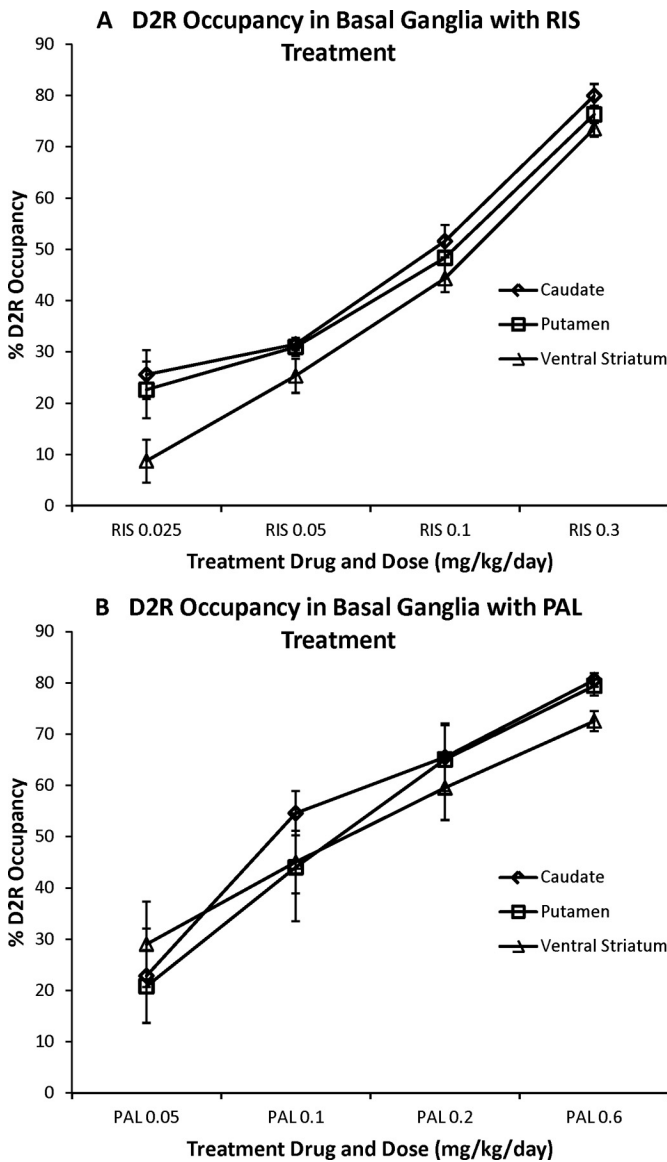 A D2R Occupancy in Basal Ganglia with RIS
Treatment
90
80
70
60
50
40
30
20
10
0
% D2R Occupancy
Caudate
Putamen
Ventral Striatum
RIS 0.025 RIS 0.05 RIS 0.1 RIS 0.3
Treatment Drug and Dose (mg/kg/day)
B D2R Occupancy in Basal Ganglia with PAL
Treatment
90
80
70
60
50
40
30
20
10
0
% D2R Occupancy
Caudate
Putamen
Ventral Striatum
PAL 0.05 PAL 0.1 PAL 0.2 PAL 0.6
Treatment Drug and Dose (mg/kg/day)